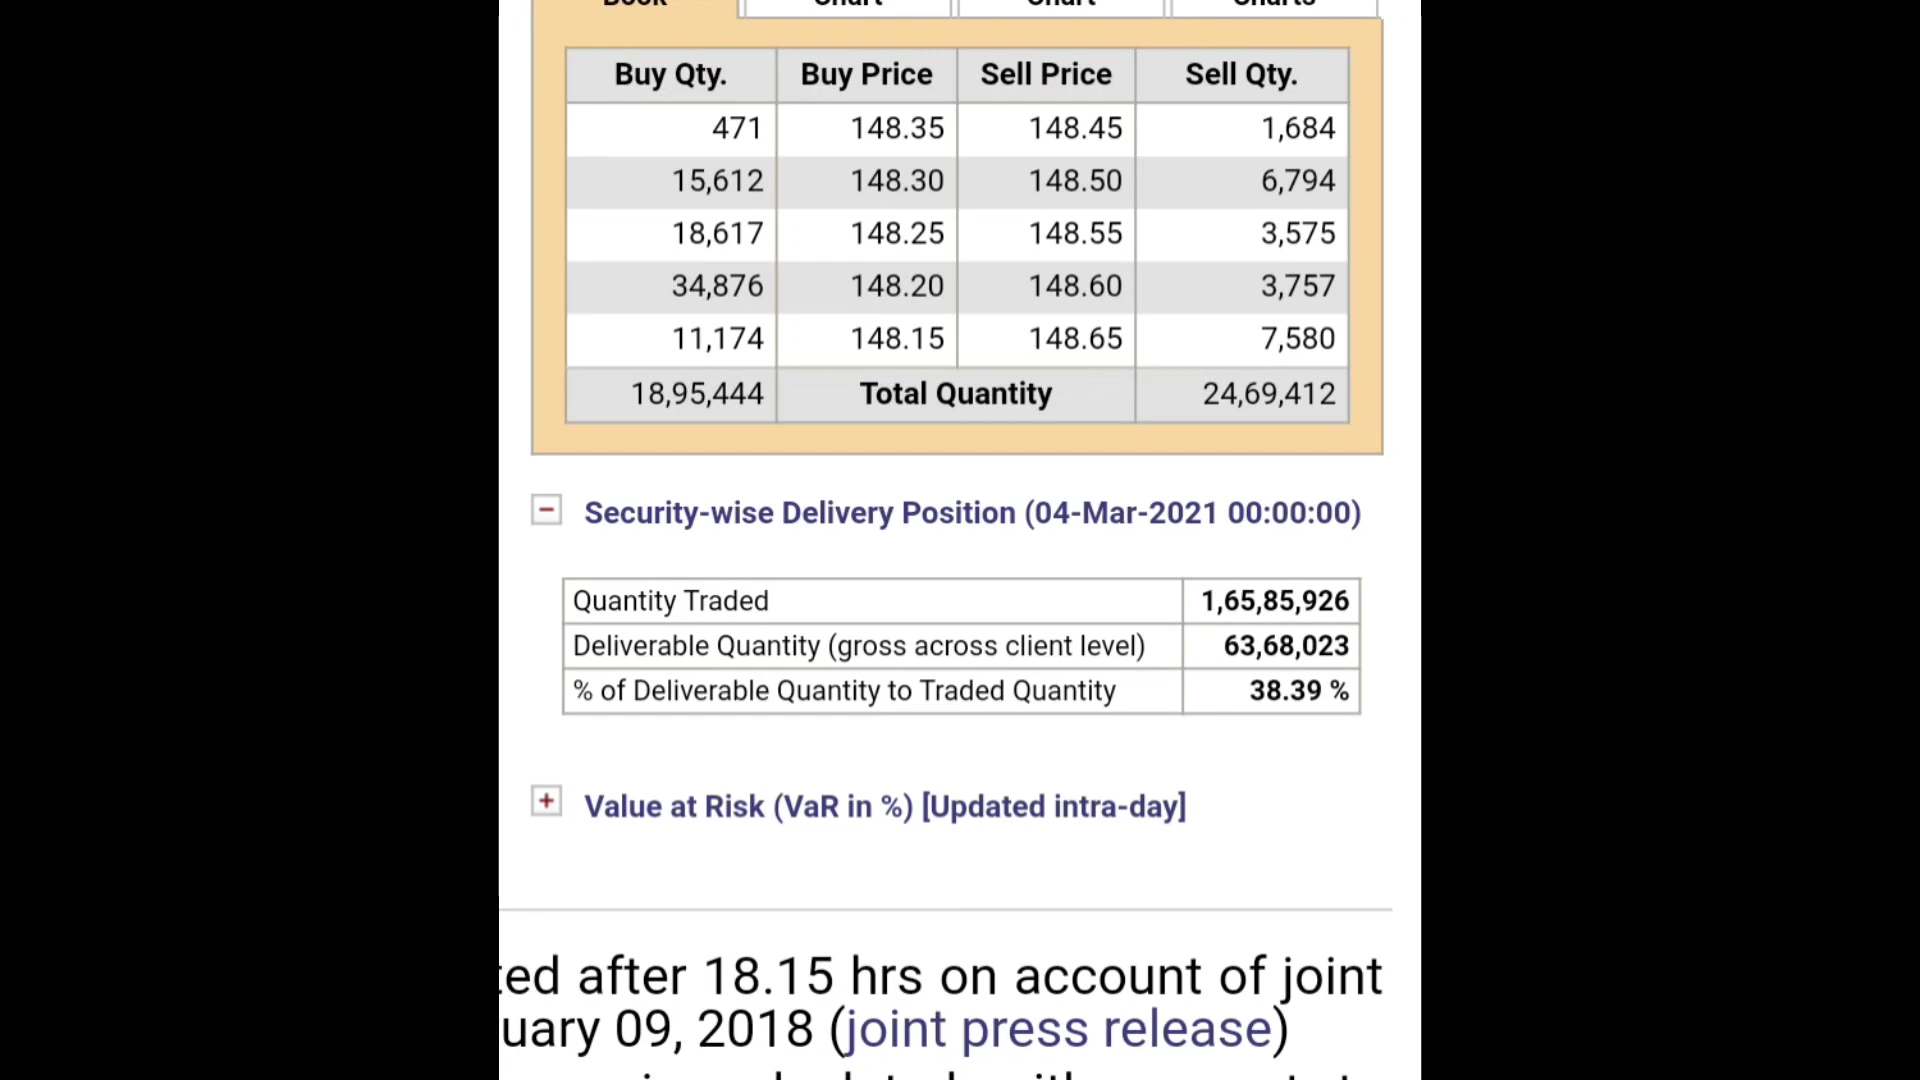 Book Chart Chart Charts
Buy Qty. Buy Price Sell Price Sell Qty.
471 148.35 148.45 1,684
15,612 148.30 148.50 6,794
18,617 148.25 148.55 3,575
34,876 148.20 148.60 3,757
11,174 148.15 148.65 7,580
18,95,444 Total Quantity 24,69,412
− Security-wise Delivery Position (04-Mar-2021 00:00:00)
Quantity Traded 1,65,85,926
Deliverable Quantity (gross across client level) 63,68,023
% of Deliverable Quantity to Traded Quantity 38.39 %
+ Value at Risk (VaR in %) [Updated intra-day]
ted after 18.15 hrs on account of joint
uary 09, 2018 (joint press release)